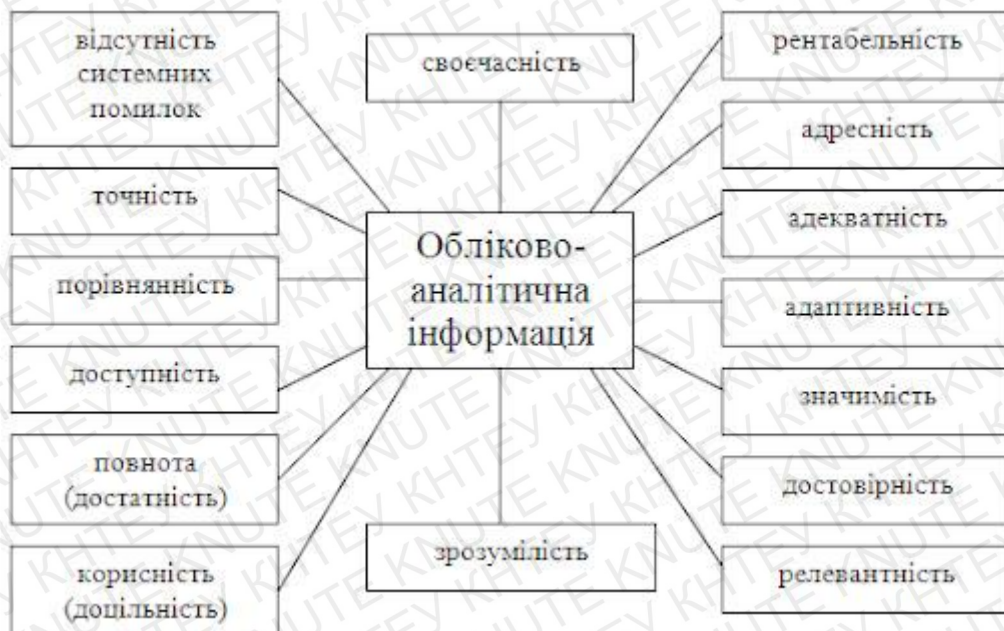 відсутність
системних
помилок
точність
порівнянність
доступність
повнота
(достатність)
корисність
(доцільність)
своєчасність
Обліково-
аналітична
інформація
зрозумілість
рентабельність
адресність
адекватність
адаптивність
значимість
достовірність
релевантність